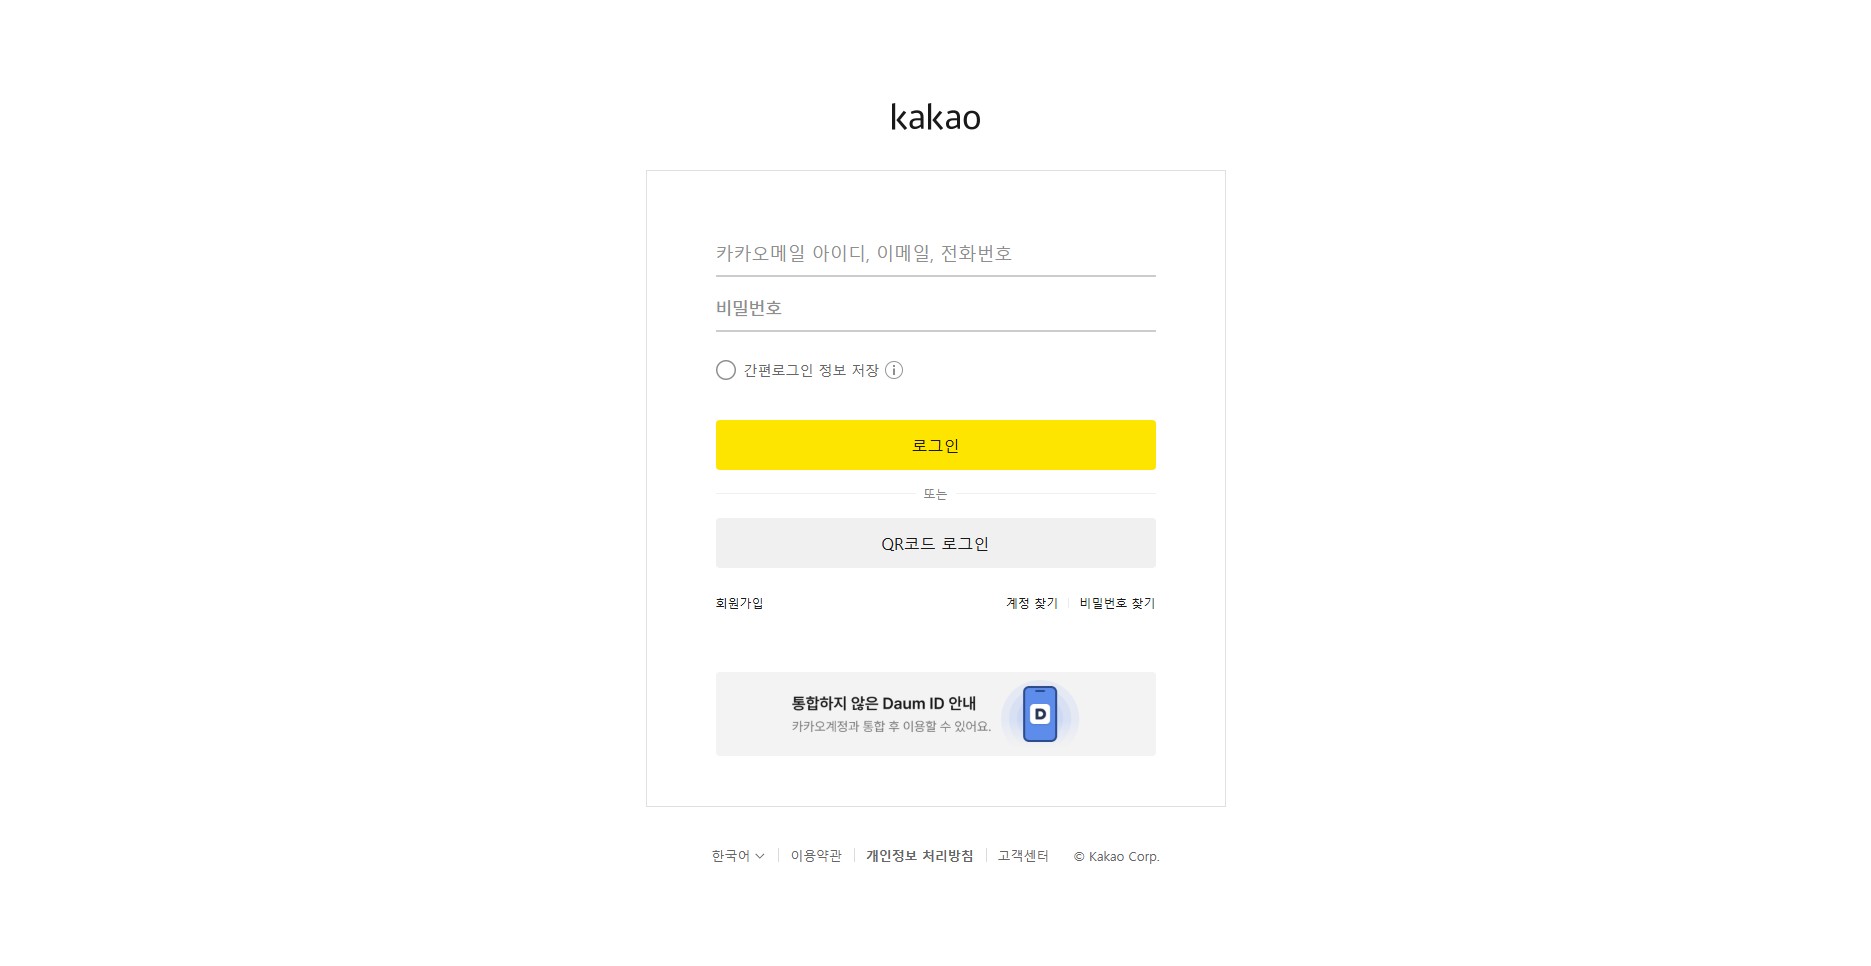 kakao
카카오메일 아이디, 이메일, 전화번호
비밀번호
간편로그인 정보 저장
로그인
또는
QR코드 로그인
회원가입 계정 찾기 비밀번호 찾기
통합하지 않은 Daum ID 안내
카카오계정과 통합 후 이용할 수 있어요.
D
한국어 이용약관 개인정보 처리방침 고객센터 © Kakao Corp.